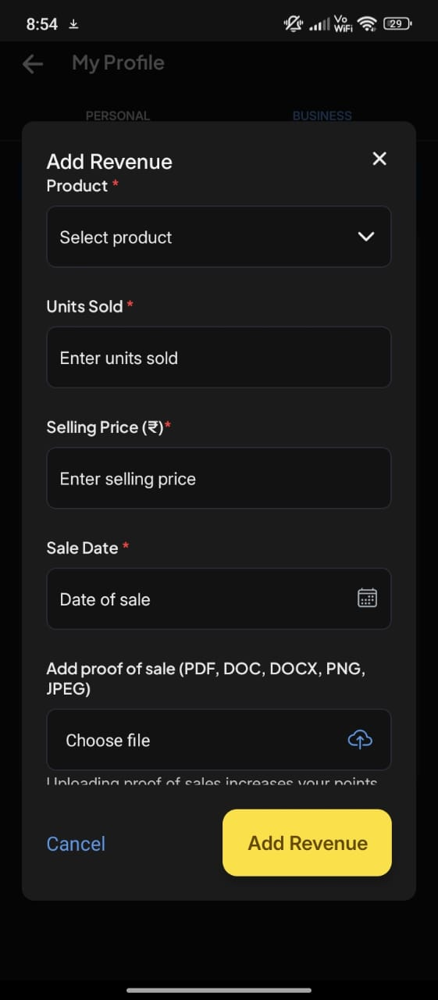 8:54
Vo
WiFi
29
My Profile
PERSONAL
BUSINESS
Add Revenue
Product *
Select product
Units Sold *
Enter units sold
Selling Price (₹)*
Enter selling price
Sale Date *
Date of sale
Add proof of sale (PDF, DOC, DOCX, PNG,
JPEG)
Choose file
Uploading proof of sales increases your points
Cancel
Add Revenue